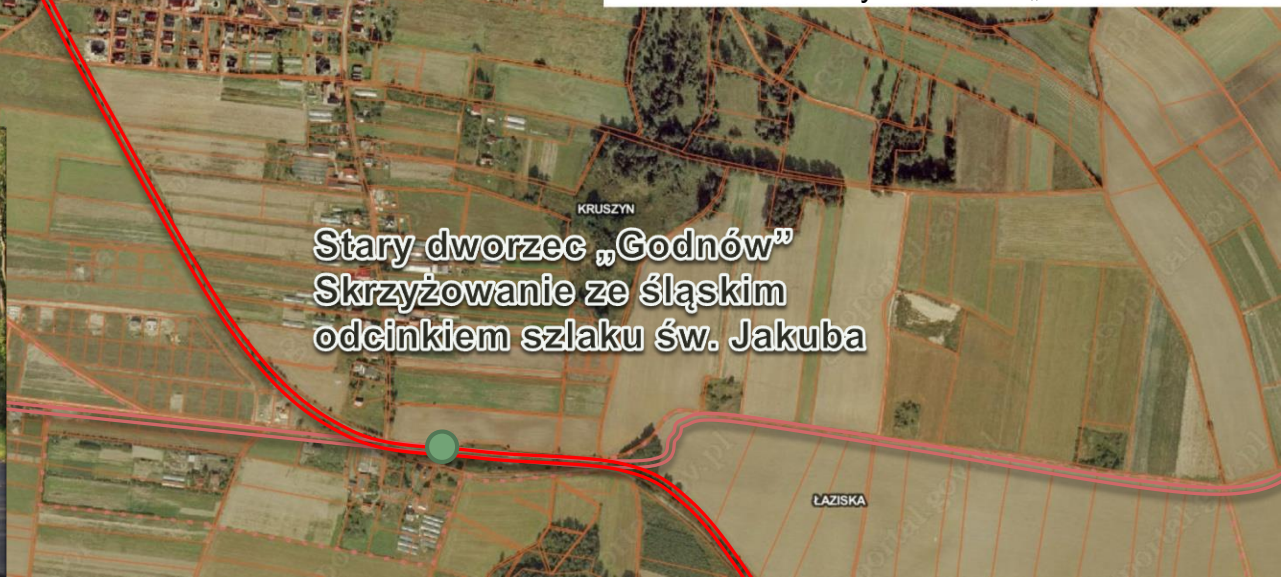 KRUSZYN
Stary dworzec „Godnów”
Skrzyżowanie ze śląskim
odcinkiem szlaku św. Jakuba
ŁAZISKA